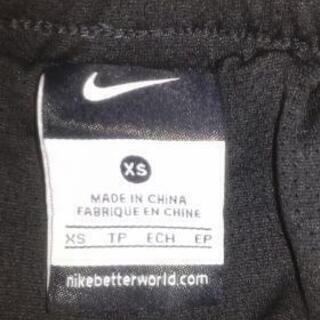 XS
MADE IN CHINA
FABRIQUÉ EN CHINE
XS TP ECH EP
nikebetterworld.com